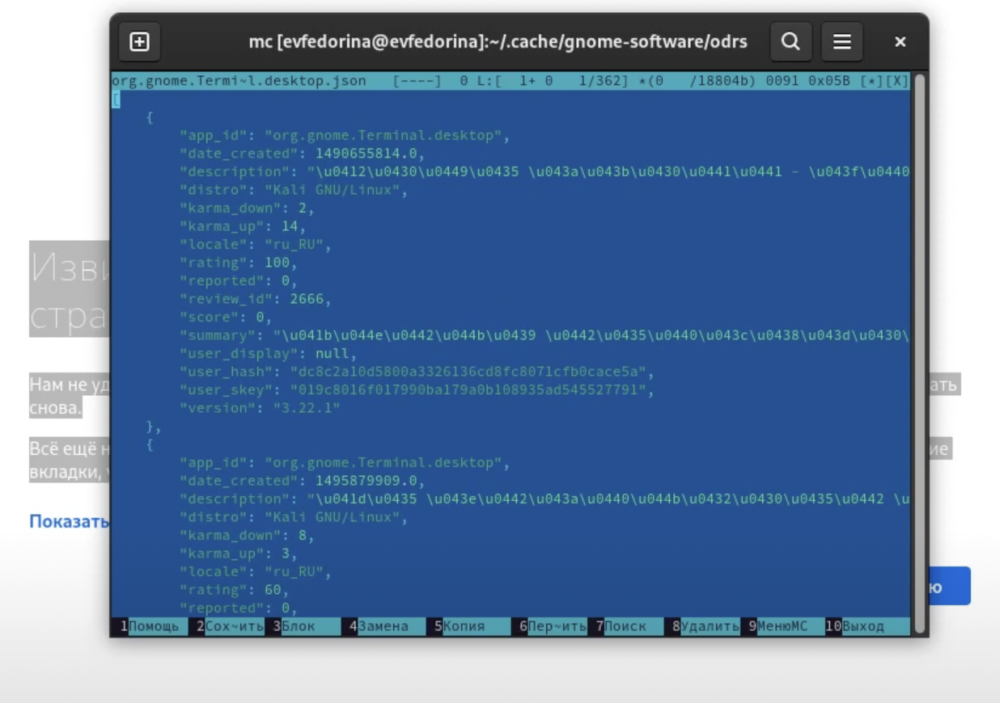 mc [evfedorina@evfedorina]:~/.cache/gnome-software/odrs
org.gnome.Termi~l.desktop.json [----] 0 L:[ 1+ 0 1/362] *(0 /18804b) 0091 0x05B [*][X]
[
{
"app_id": "org.gnome.Terminal.desktop",
"date_created": 1490655814.0,
"description": "\u0412\u0430\u0449\u0435 \u043a\u043b\u0430\u0441\u0441 - \u043f\u0440
"distro": "Kali GNU/Linux",
"karma_down": 2,
"karma_up": 14,
"locale": "ru_RU",
"rating": 100,
"reported": 0,
"review_id": 2666,
"score": 0,
"summary": "\u041b\u044e\u0442\u044b\u0439 \u0442\u0435\u0440\u043c\u0438\u043d\u0430\
"user_display": null,
"user_hash": "dc8c2a10d5800a3326136cd8fc8071cfb0cace5a",
"user_skey": "019c8016f017990ba179a0b108935ad545527791",
"version": "3.22.1"
},
{
"app_id": "org.gnome.Terminal.desktop",
"date_created": 1495879909.0,
"description": "\u041d\u0435 \u043e\u0442\u043a\u0440\u044b\u0432\u0430\u0435\u0442 \u
"distro": "Kali GNU/Linux",
"karma_down": 8,
"karma_up": 3,
"locale": "ru_RU",
"rating": 60,
"reported": 0,
1Помощь 2Сох~ить 3Блок 4Замена 5Копия 6Пер~ить 7Поиск 8Удалить 9МенюМС 10Выход
Нам не
снова.
Всё ещё
вкладки,
Показать